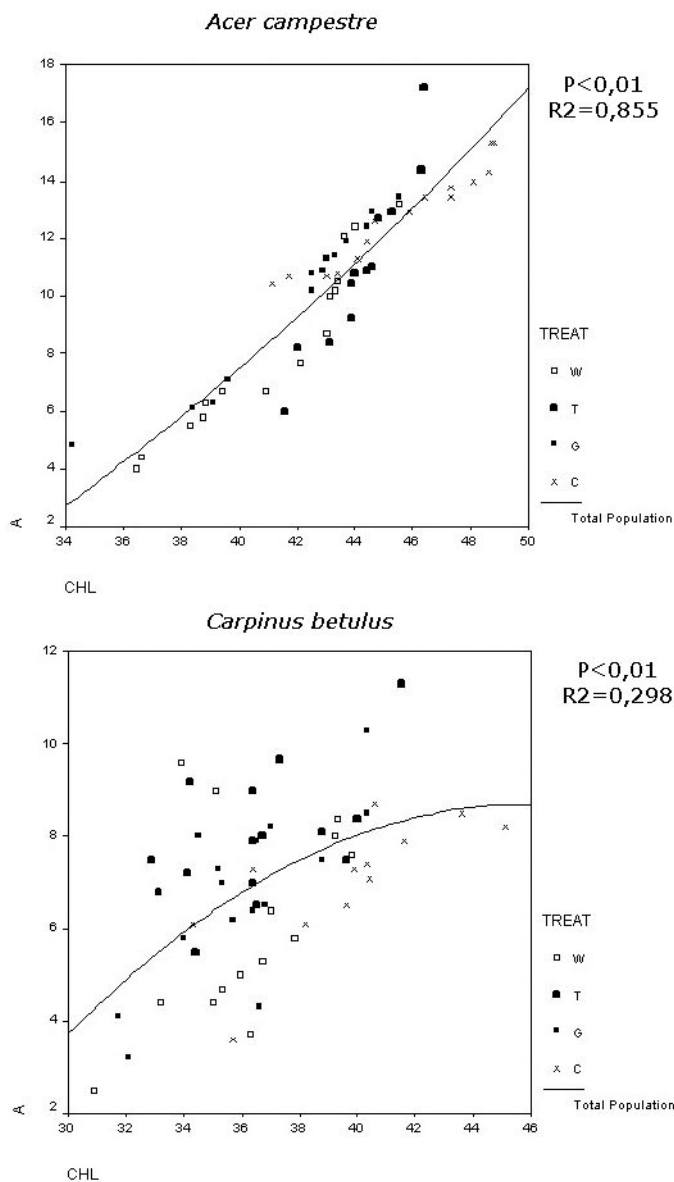 Acer campestre
P<0,01
R2=0,855
18
16
14
12
10
8
6
4
2
A
34 36 38 40 42 44 46 48 50
CHL
TREAT
W
T
G
C
Total Population
Carpinus betulus
P<0,01
R2=0,298
12
10
8
6
4
2
A
30 32 34 36 38 40 42 44 46
CHL
TREAT
W
T
G
C
Total Population